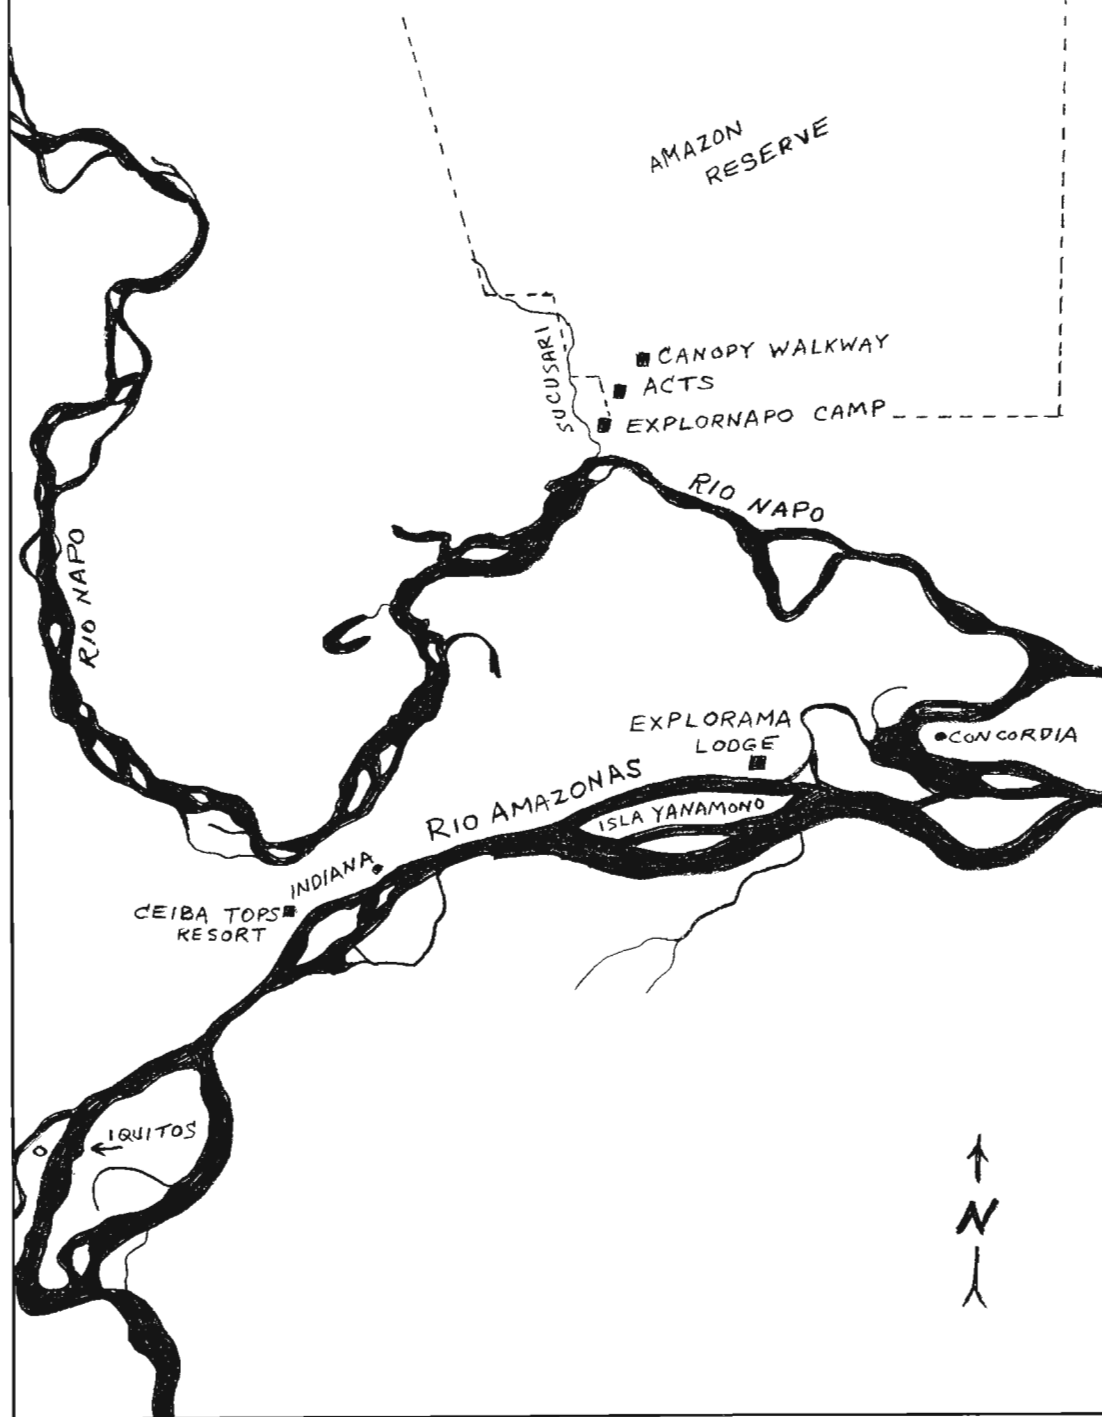 AMAZON
RESERVE
SUCUSARI
CANOPY WALKWAY
ACTS
EXPLORNAPO CAMP
RIO NAPO
RIO NAPO
EXPLORAMA
LODGE
CONCORDIA
RIO AMAZONAS
ISLA YANAMONO
INDIANA
CEIBA TOPS
RESORT
IQUITOS
N